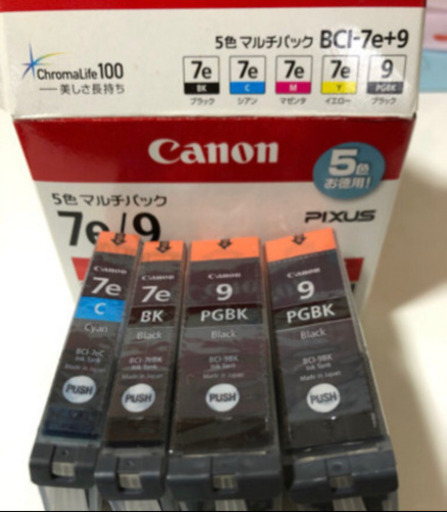 5色 マルチパック BCI-7e+9
ChromaLife100
美しさ長持ち
7e 7e 7e 7e 9
BK C M Y PGBK
ブラック シアン マゼンタ イエロー ブラック
Canon
5色
お徳用!
5色 マルチパック
PIXUS
7e/9
Canon
7e
C
Cyan
BCI-7eC
Ink Tank
Made in Japan
PUSH
Canon
7e
BK
Black
BCI-7eBK
Ink Tank
Made in Japan
PUSH
Canon
9
PGBK
Black
BCI-9BK
Ink Tank
Made in Japan
PUSH
Canon
9
PGBK
Black
BCI-9BK
Ink Tank
Made in Japan
PUSH